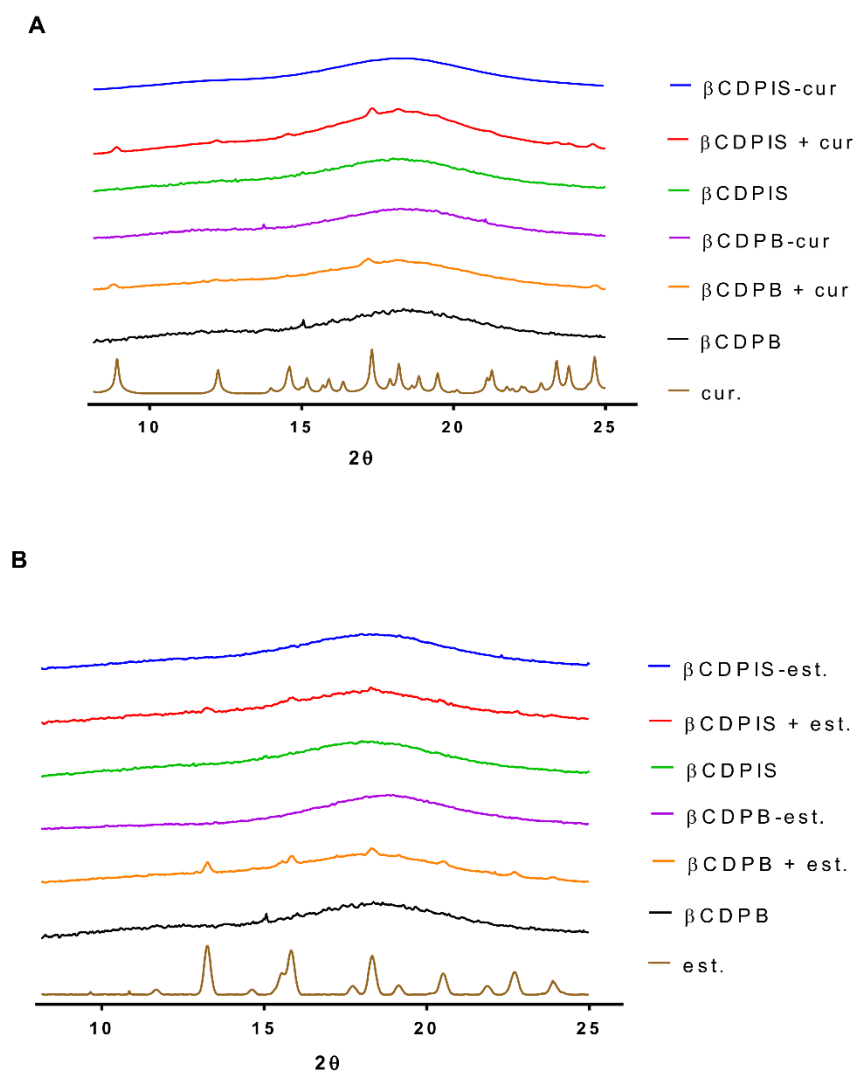 A
βCDPIS-cur
βCDPIS + cur
βCDPIS
βCDPB-cur
βCDPB + cur
βCDPB
cur.
10 15 20 25
2θ
B
βCDPIS-est.
βCDPIS + est.
βCDPIS
βCDPB-est.
βCDPB + est.
βCDPB
est.
10 15 20 25
2θ